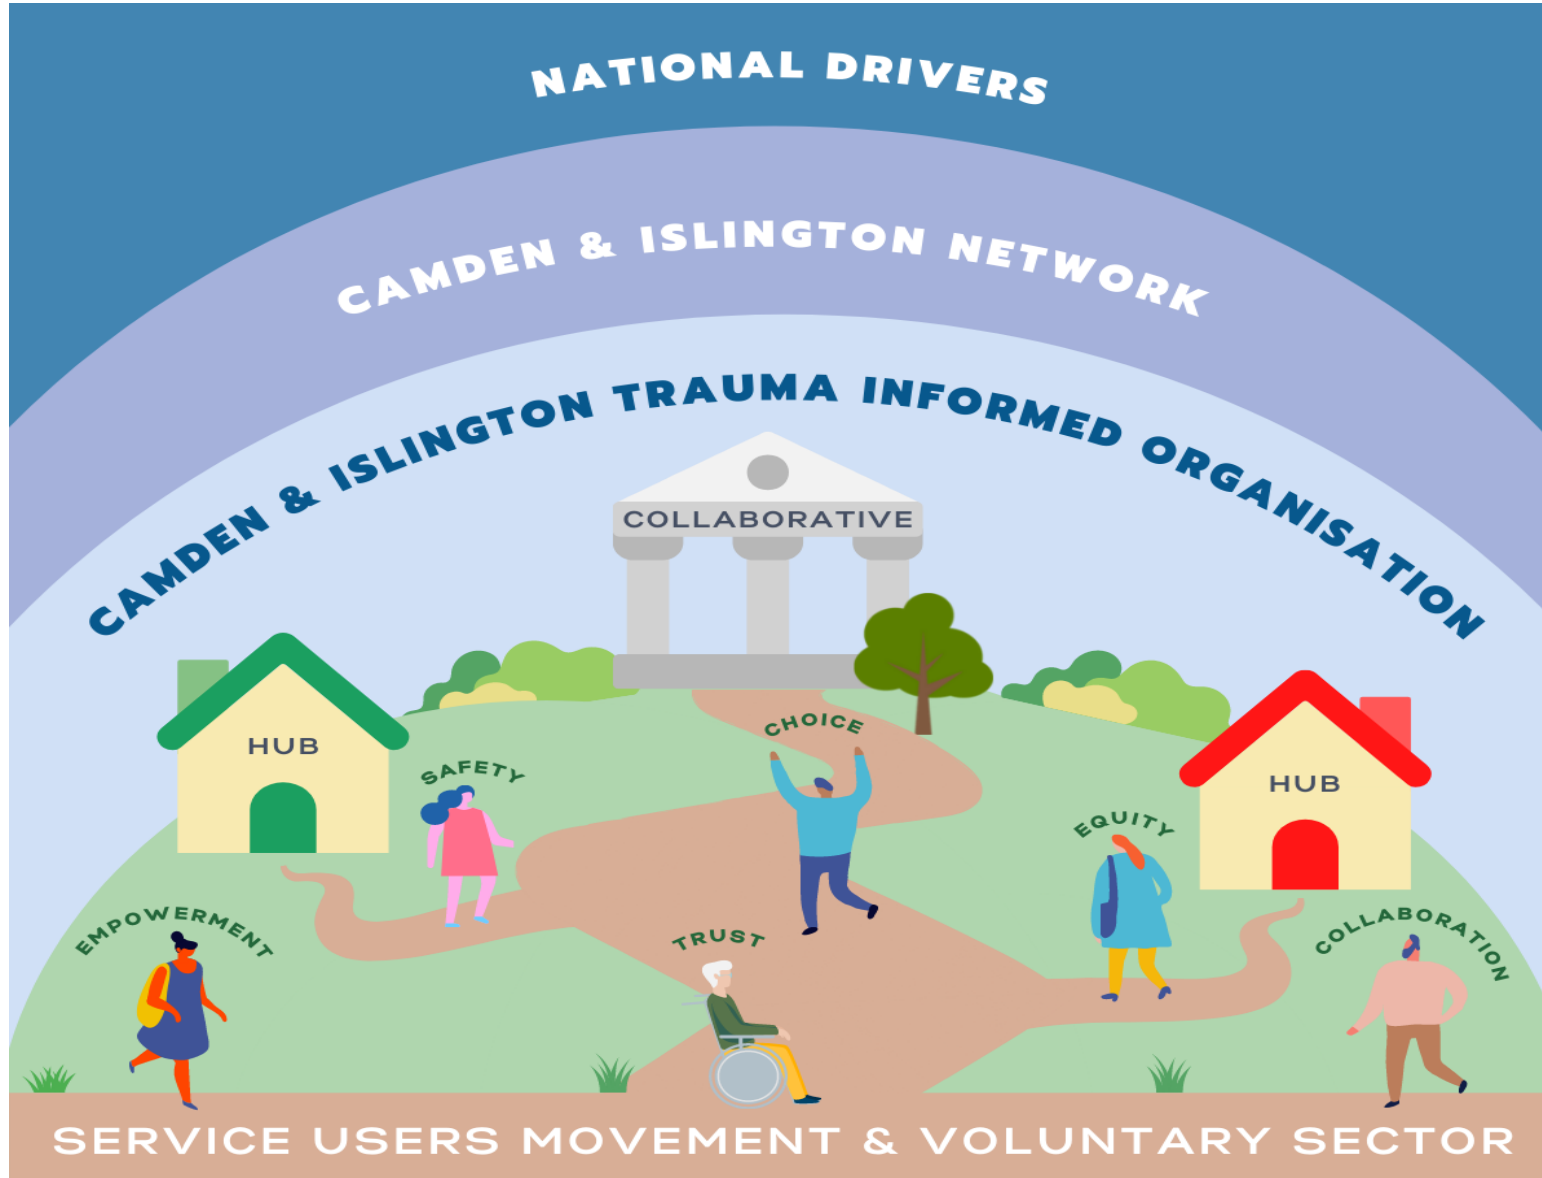 NATIONAL DRIVERS
CAMDEN & ISLINGTON NETWORK
CAMDEN & ISLINGTON TRAUMA INFORMED ORGANISATION
COLLABORATIVE
HUB
SAFETY
CHOICE
HUB
EQUITY
EMPOWERMENT
TRUST
COLLABORATION
SERVICE USERS MOVEMENT & VOLUNTARY SECTOR